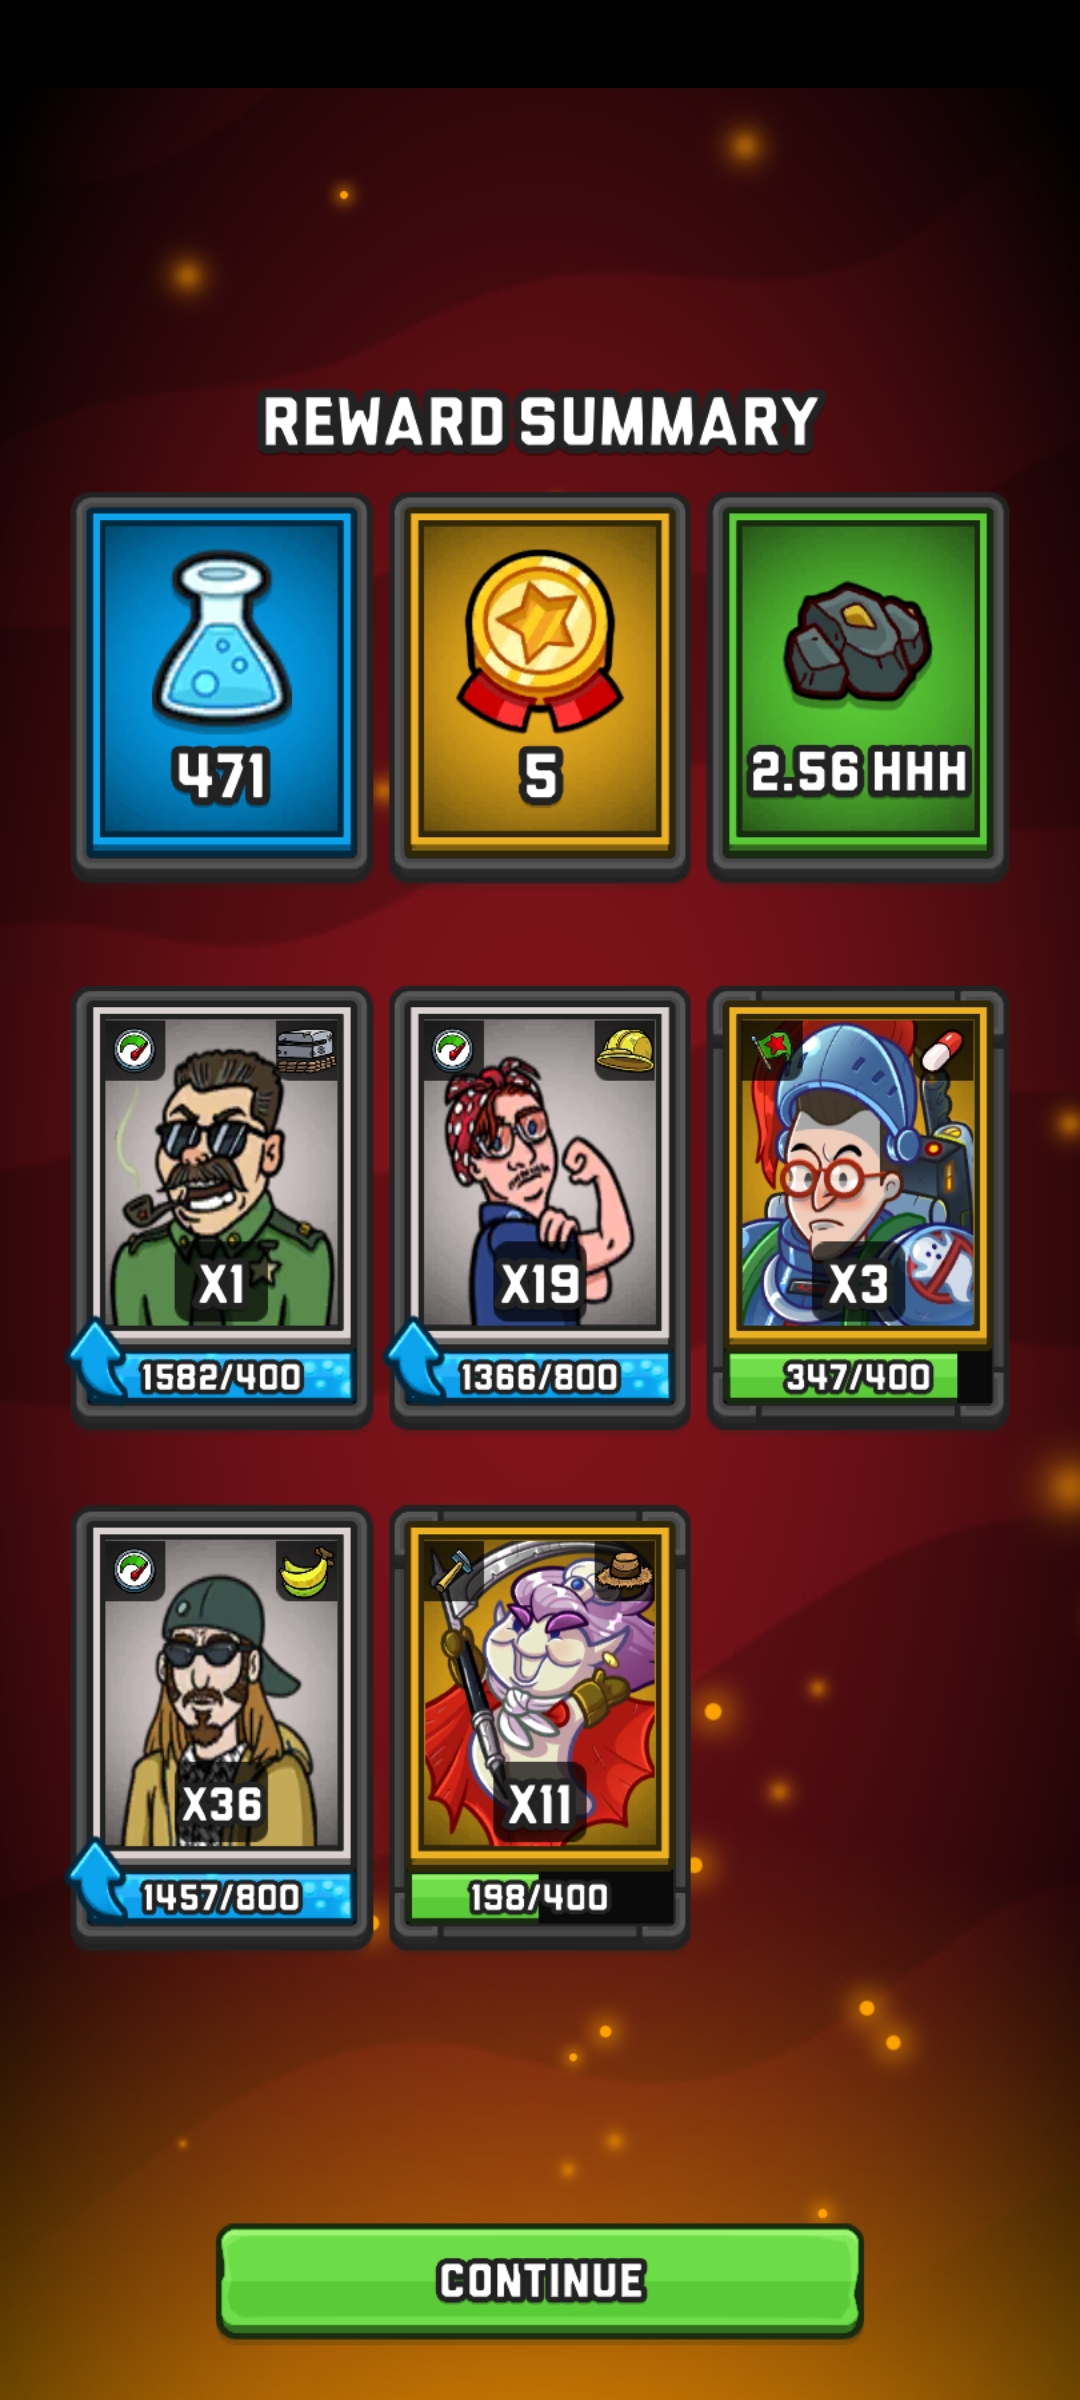 REWARD SUMMARY
471
5
2.56 HHH
X1
X19
X3
1582/400
1366/800
347/400
X36
X11
1457/800
198/400
CONTINUE